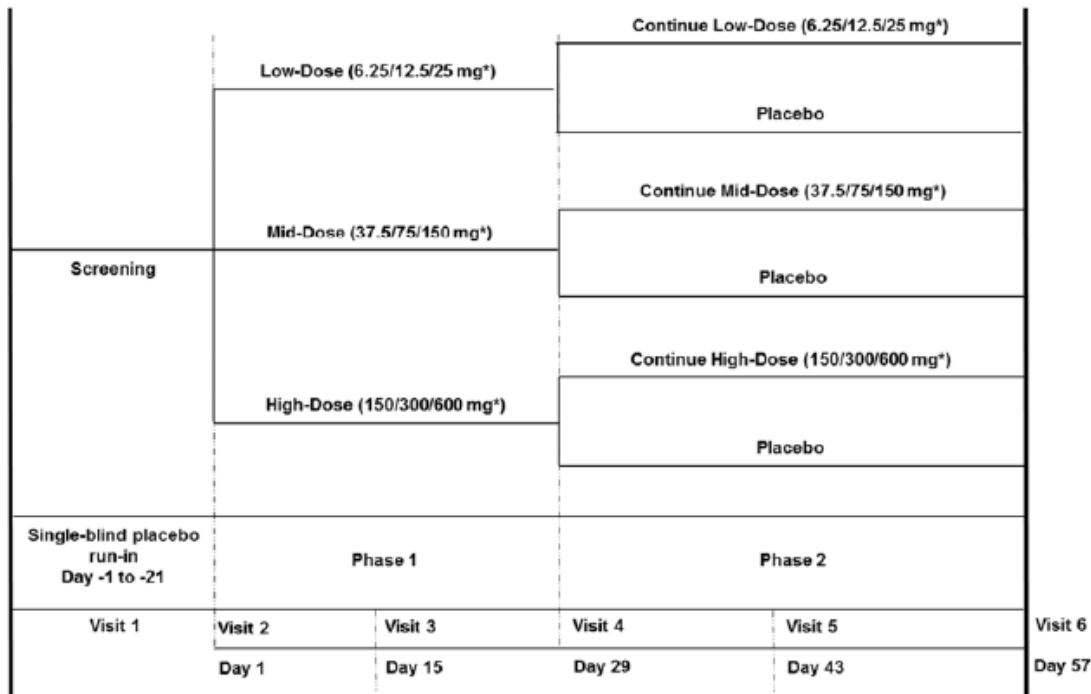 Continue Low-Dose (6.25/12.5/25 mg*)
Low-Dose (6.25/12.5/25 mg*)
Placebo
Continue Mid-Dose (37.5/75/150 mg*)
Mid-Dose (37.5/75/150 mg*)
Screening
Placebo
Continue High-Dose (150/300/600 mg*)
High-Dose (150/300/600 mg*)
Placebo
Single-blind placebo
run-in
Day -1 to -21
Phase 1
Phase 2
Visit 1
Visit 2
Visit 3
Visit 4
Visit 5
Visit 6
Day 1
Day 15
Day 29
Day 43
Day 57